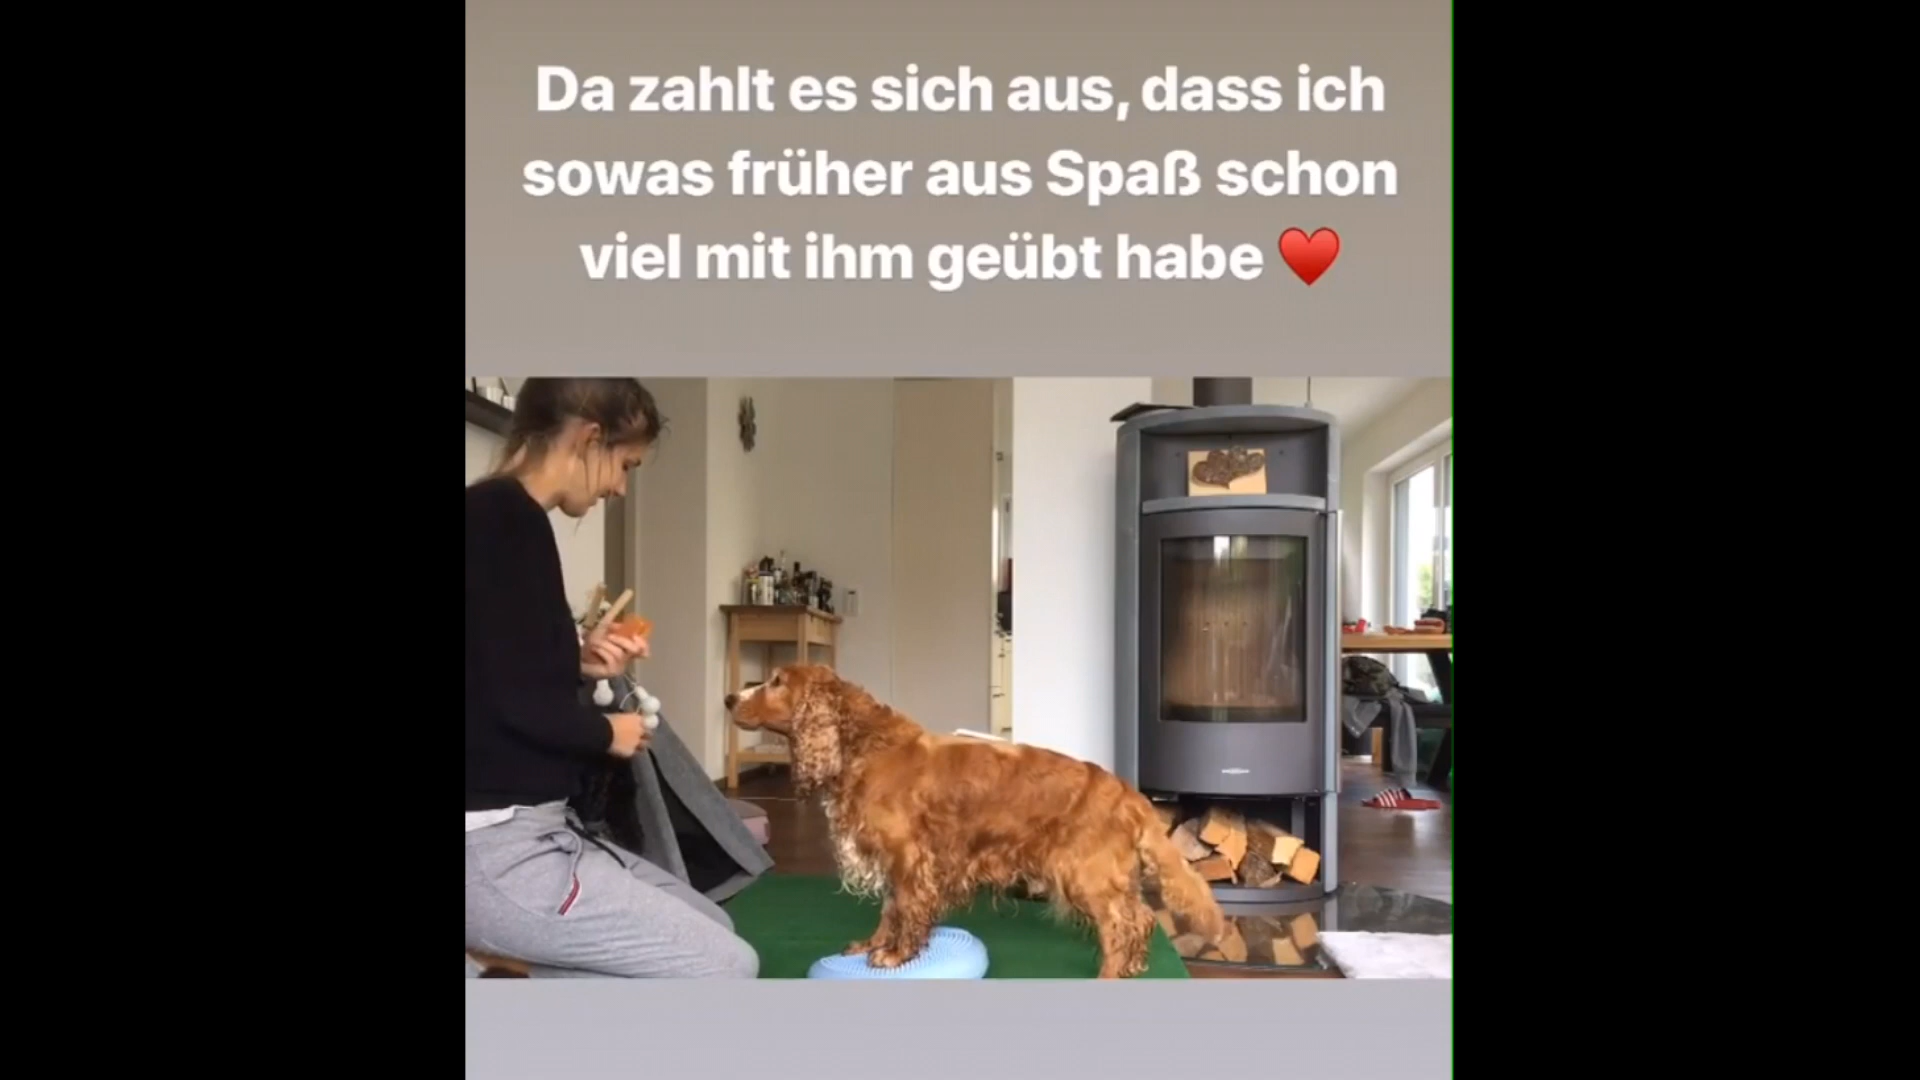 Da zahlt es sich aus, dass ich
sowas früher aus Spaß schon
viel mit ihm geübt habe ♥️